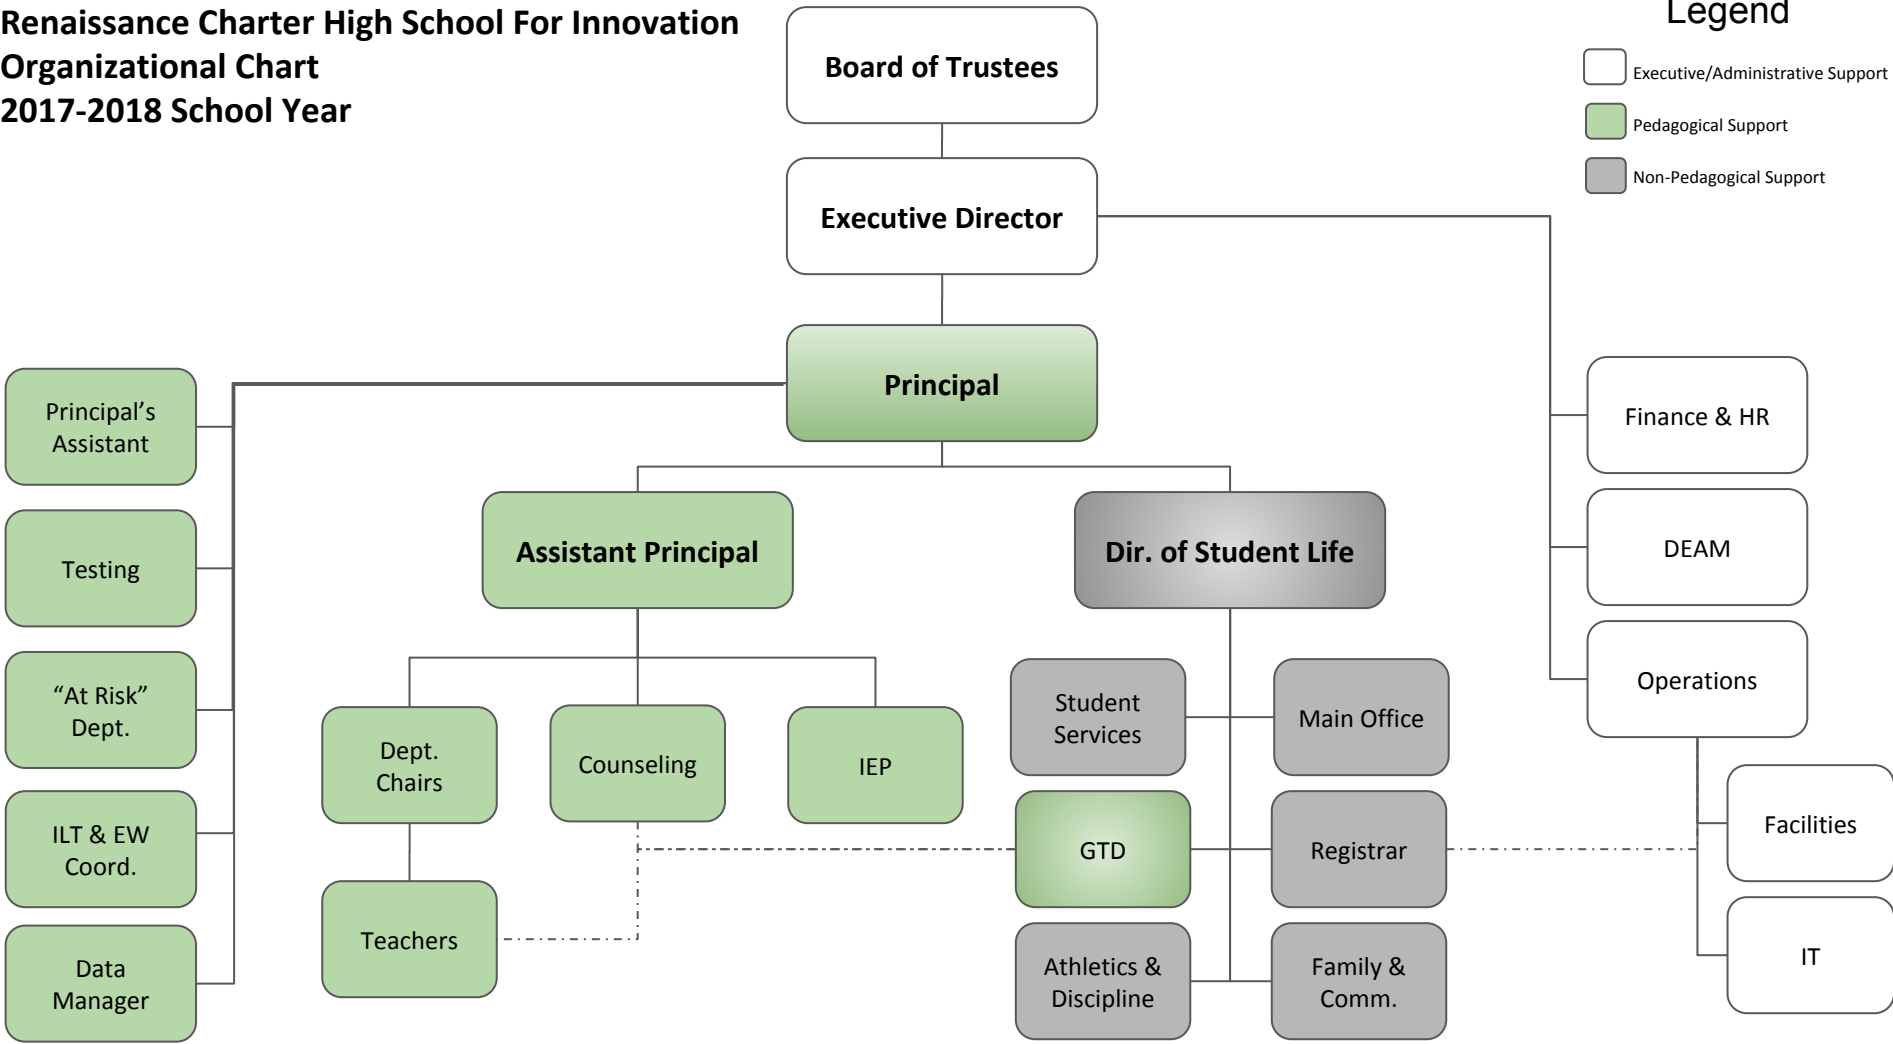 Renaissance Charter High School For Innovation
Organizational Chart
2017-2018 School Year
Legend
Executive/Administrative Support
Pedagogical Support
Non-Pedagogical Support
Board of Trustees
Executive Director
Principal
Principal’s
Assistant
Testing
“At Risk”
Dept.
ILT & EW
Coord.
Data
Manager
Assistant Principal
Dir. of Student Life
Dept.
Chairs
Counseling
IEP
Teachers
Student
Services
Main Office
GTD
Registrar
Athletics &
Discipline
Family &
Comm.
Finance & HR
DEAM
Operations
Facilities
IT